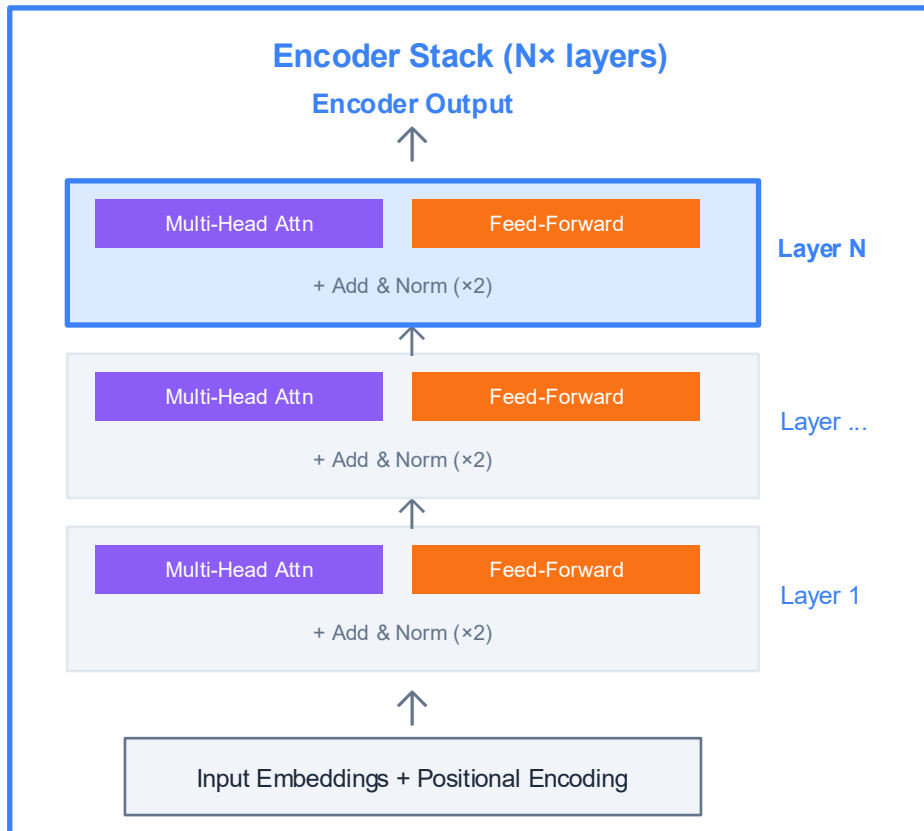 Encoder Stack (N× layers)
Encoder Output
Multi-Head Attn
Feed-Forward
+ Add & Norm (×2)
Layer N
Multi-Head Attn
Feed-Forward
+ Add & Norm (×2)
Layer ...
Multi-Head Attn
Feed-Forward
+ Add & Norm (×2)
Layer 1
Input Embeddings + Positional Encoding